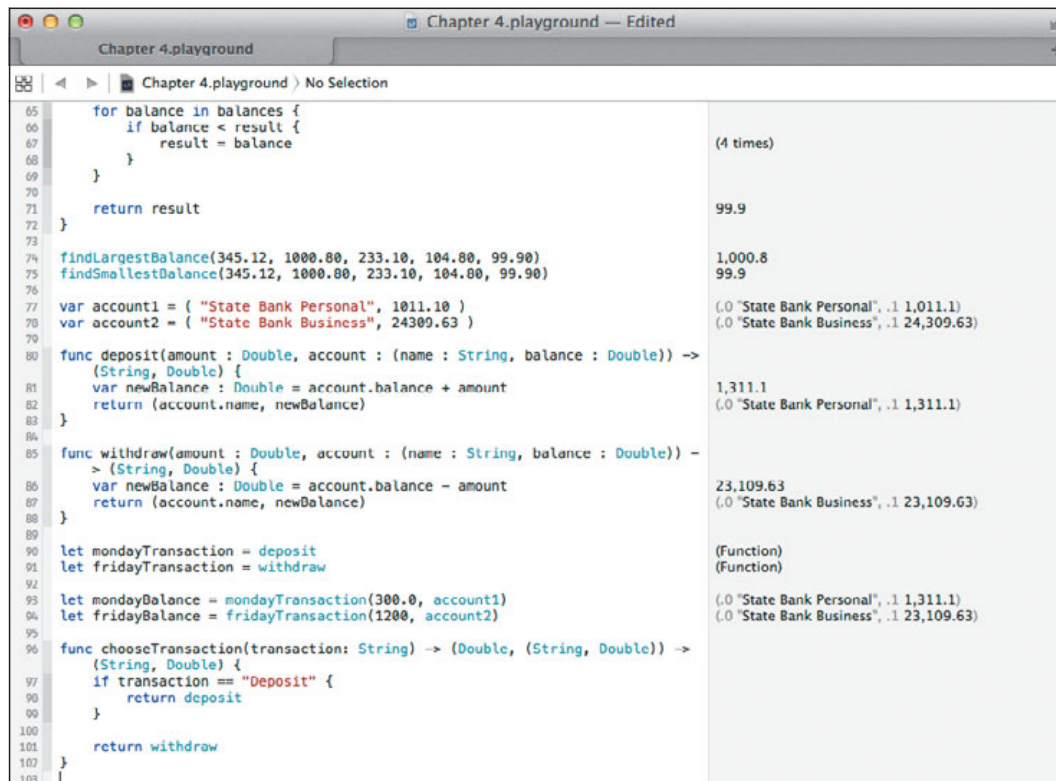 Chapter 4.playground — Edited
Chapter 4.playground
Chapter 4.playground 〉 No Selection
65 for balance in balances {
66 if balance < result {
67 result = balance (4 times)
68 }
69 }
70
71 return result 99.9
72 }
73
74 findLargestBalance(345.12, 1000.80, 233.10, 104.80, 99.90) 1,000.8
75 findSmallestBalance(345.12, 1000.80, 233.10, 104.80, 99.90) 99.9
76
77 var account1 = ( "State Bank Personal", 1011.10 ) (.0 "State Bank Personal", .1 1,011.1)
78 var account2 = ( "State Bank Business", 24309.63 ) (.0 "State Bank Business", .1 24,309.63)
79
80 func deposit(amount : Double, account : (name : String, balance : Double)) ->
(String, Double) {
81 var newBalance : Double = account.balance + amount 1,311.1
82 return (account.name, newBalance) (.0 "State Bank Personal", .1 1,311.1)
83 }
84
85 func withdraw(amount : Double, account : (name : String, balance : Double)) -
> (String, Double) {
86 var newBalance : Double = account.balance - amount 23,109.63
87 return (account.name, newBalance) (.0 "State Bank Business", .1 23,109.63)
88 }
89
90 let mondayTransaction = deposit (Function)
91 let fridayTransaction = withdraw (Function)
92
93 let mondayBalance = mondayTransaction(300.0, account1) (.0 "State Bank Personal", .1 1,311.1)
94 let fridayBalance = fridayTransaction(1200, account2) (.0 "State Bank Business", .1 23,109.63)
95
96 func chooseTransaction(transaction: String) -> (Double, (String, Double)) ->
(String, Double) {
97 if transaction == "Deposit" {
98 return deposit
99 }
100
101 return withdraw
102 }
103